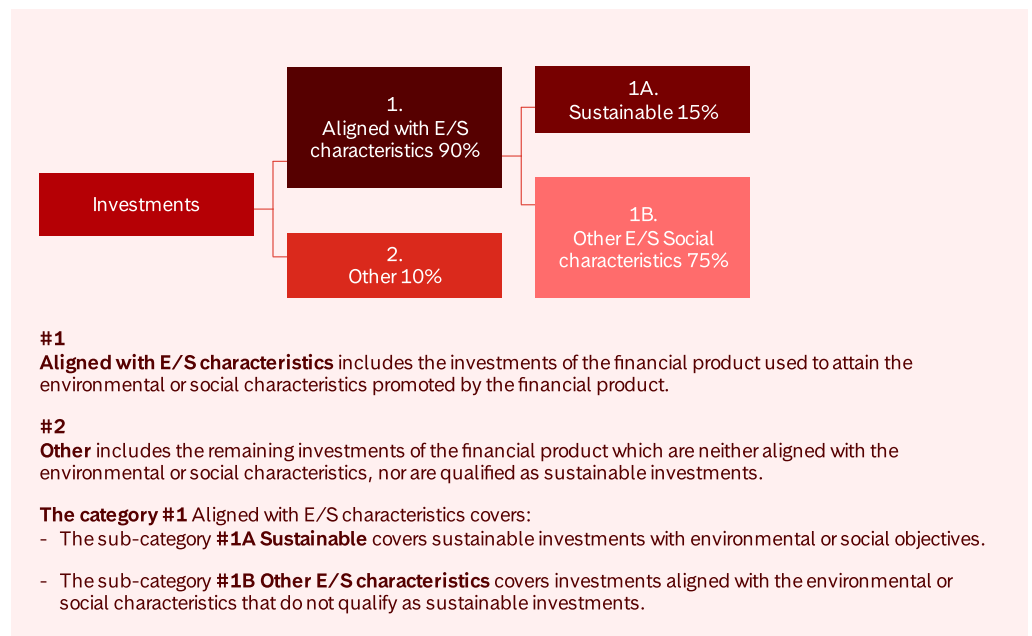 Investments
1.
Aligned with E/S
characteristics 90%
2.
Other 10%
1A.
Sustainable 15%
1B.
Other E/S Social
characteristics 75%
#1
Aligned with E/S characteristics includes the investments of the financial product used to attain the
environmental or social characteristics promoted by the financial product.
#2
Other includes the remaining investments of the financial product which are neither aligned with the
environmental or social characteristics, nor are qualified as sustainable investments.
The category #1 Aligned with E/S characteristics covers:
- The sub-category #1A Sustainable covers sustainable investments with environmental or social objectives.
- The sub-category #1B Other E/S characteristics covers investments aligned with the environmental or
social characteristics that do not qualify as sustainable investments.